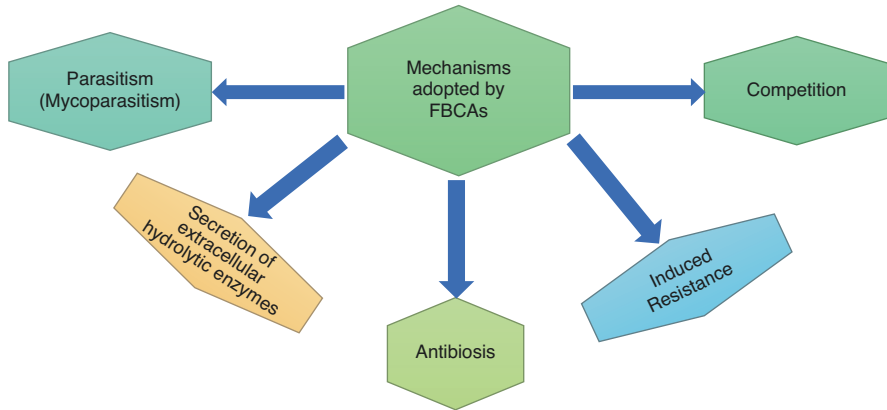 Mechanisms
adopted by
FBCAs
Parasitism
(Mycoparasitism)
Competition
Secretion of
extracellular
hydrolytic enzymes
Induced
Resistance
Antibiosis